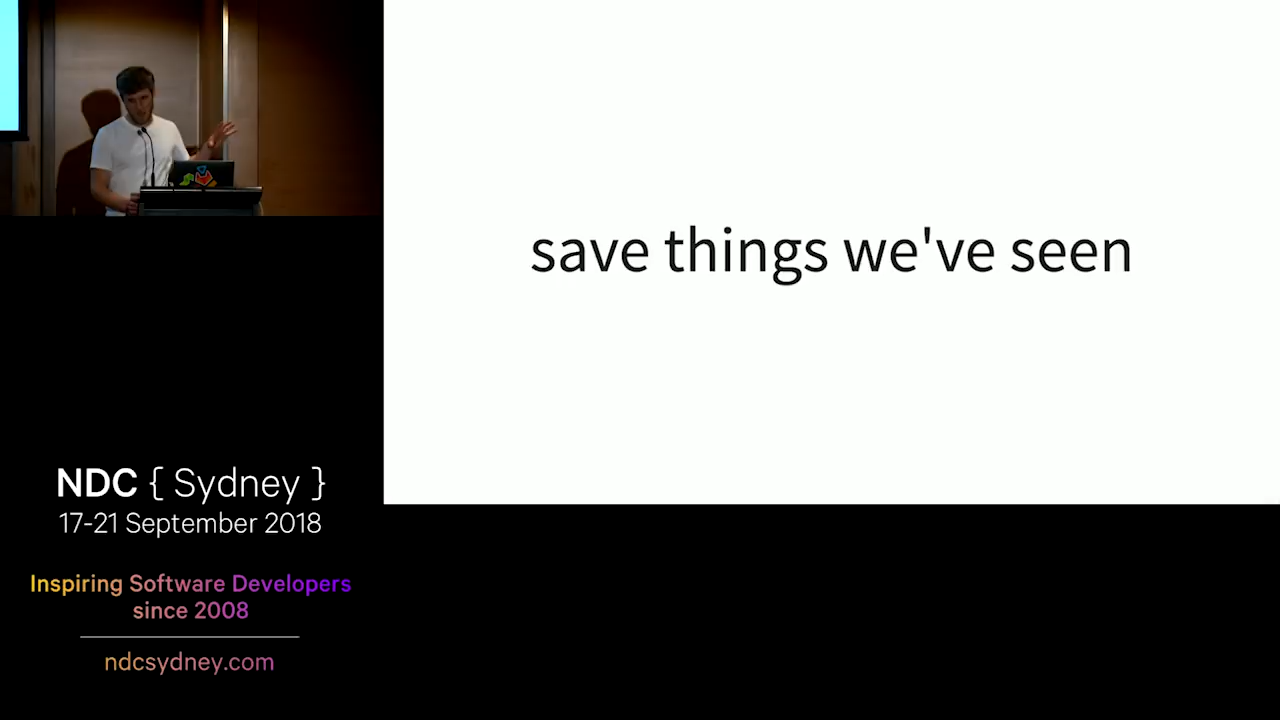 save things we've seen
NDC { Sydney }
17-21 September 2018
Inspiring Software Developers
since 2008
ndcsydney.com